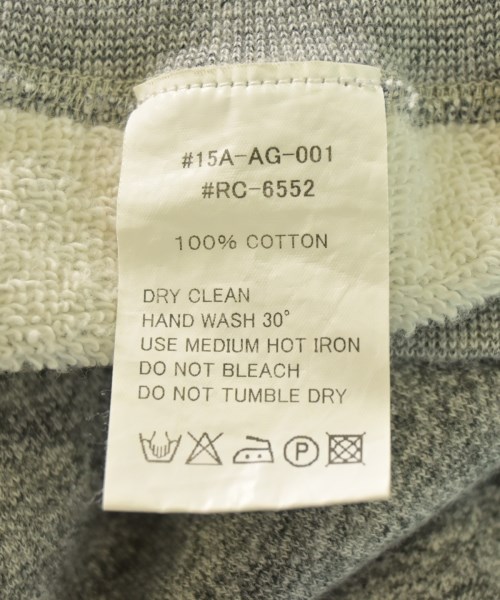 #15A-AG-001
#RC-6552
100% COTTON
DRY CLEAN
HAND WASH 30°
USE MEDIUM HOT IRON
DO NOT BLEACH
DO NOT TUMBLE DRY
P